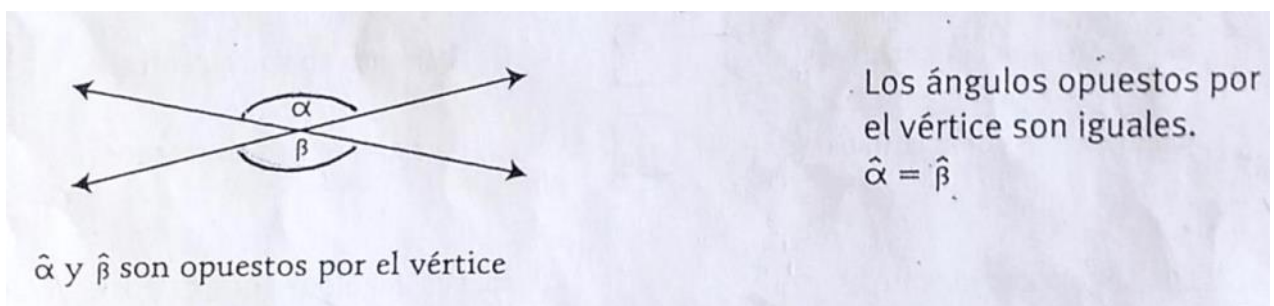 α
β
α̂ y β̂ son opuestos por el vértice
Los ángulos opuestos por
el vértice son iguales.
α̂ = β̂